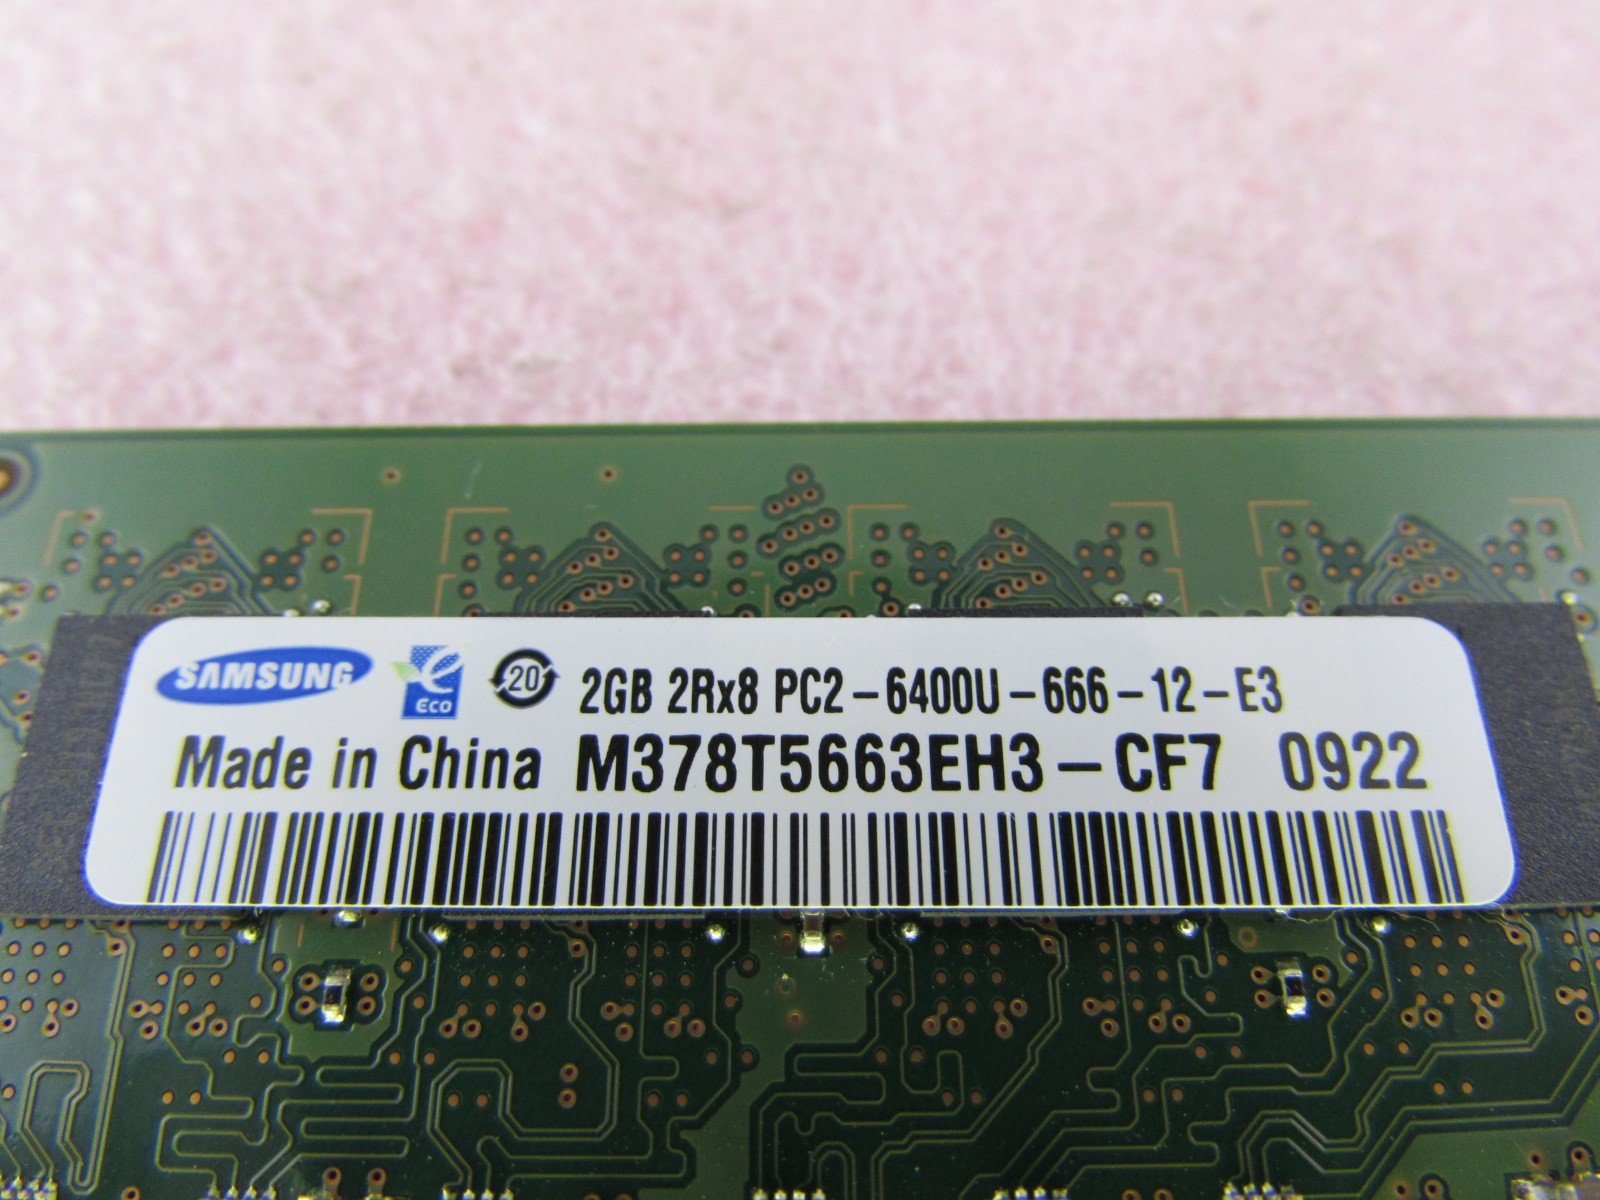 SAMSUNG e Eco 20 2GB 2Rx8 PC2-6400U-666-12-E3
Made in China M378T5663EH3-CF7 0922